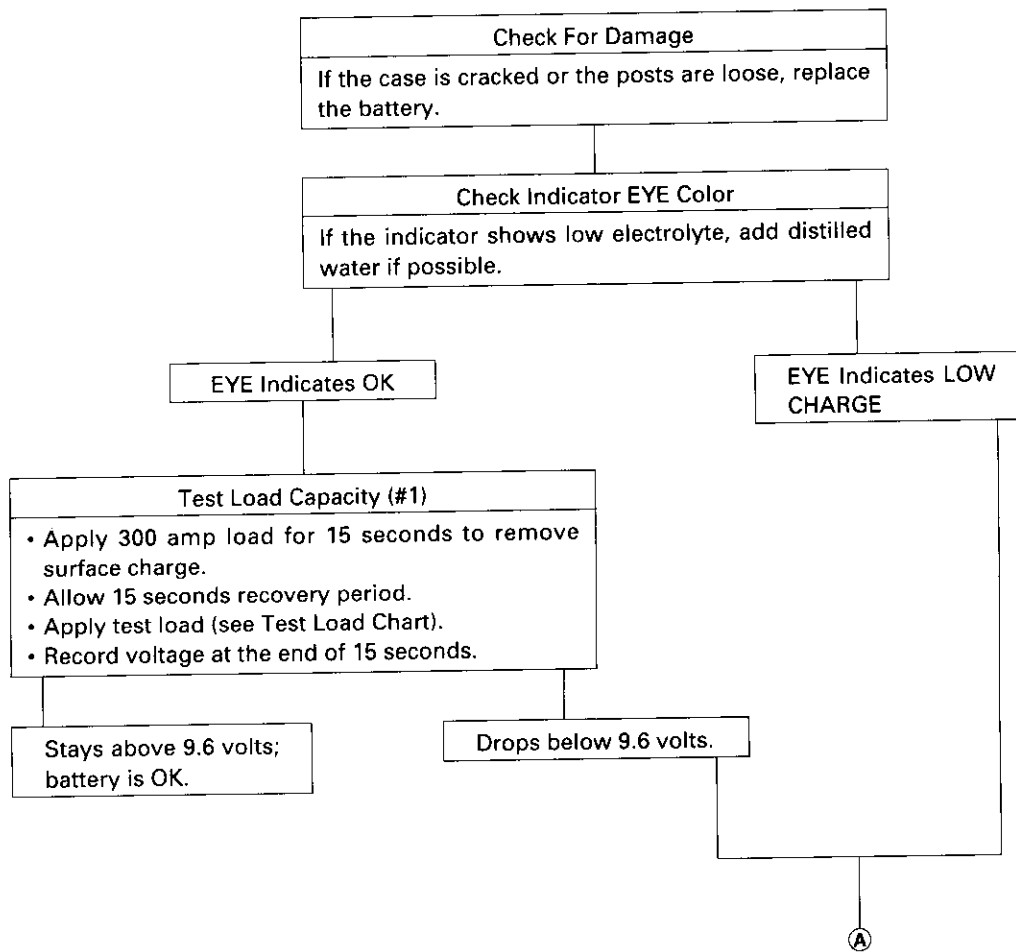 Check For Damage
If the case is cracked or the posts are loose, replace
the battery.
Check Indicator EYE Color
If the indicator shows low electrolyte, add distilled
water if possible.
EYE Indicates OK
EYE Indicates LOW
CHARGE
Test Load Capacity (#1)
• Apply 300 amp load for 15 seconds to remove
surface charge.
• Allow 15 seconds recovery period.
• Apply test load (see Test Load Chart).
• Record voltage at the end of 15 seconds.
Stays above 9.6 volts;
battery is OK.
Drops below 9.6 volts.
A